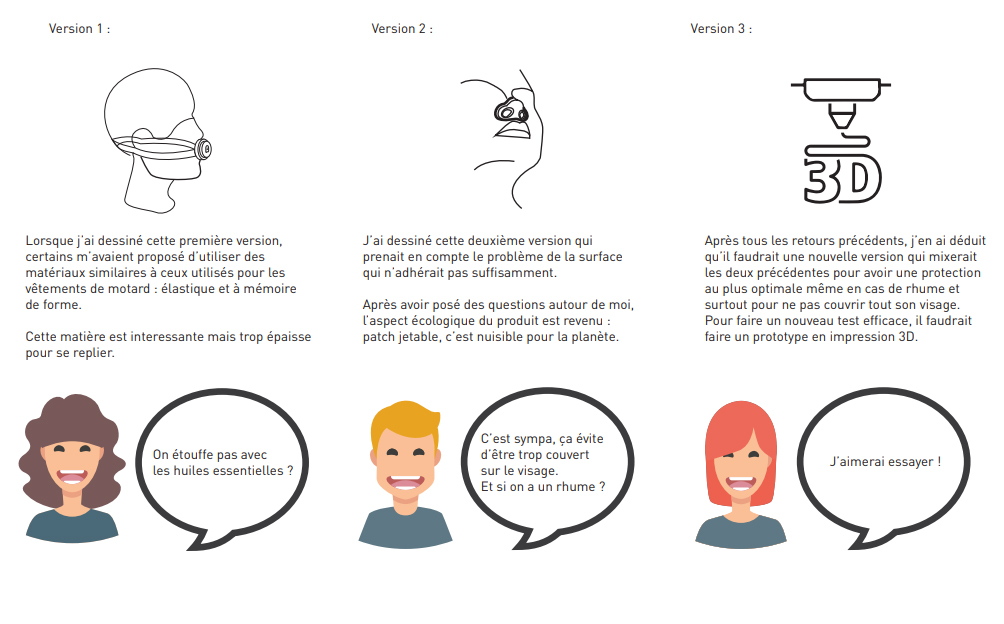 Version 1 :
Lorsque j'ai dessiné cette première version,
certains m'avaient proposé d'utiliser des
matériaux similaires à ceux utilisés pour les
vêtements de motard : élastique et à mémoire
de forme.
Cette matière est interessante mais trop épaisse
pour se replier.
On étouffe pas avec
les huiles essentielles ?
Version 2 :
J'ai dessiné cette deuxième version qui
prenait en compte le problème de la surface
qui n'adhérait pas suffisamment.
Après avoir posé des questions autour de moi,
l'aspect écologique du produit est revenu :
patch jetable, c'est nuisible pour la planète.
C'est sympa, ça évite
d'être trop couvert
sur le visage.
Et si on a un rhume ?
Version 3 :
3D
Après tous les retours précédents, j'en ai déduit
qu'il faudrait une nouvelle version qui mixerait
les deux précédentes pour avoir une protection
au plus optimale même en cas de rhume et
surtout pour ne pas couvrir tout son visage.
Pour faire un nouveau test efficace, il faudrait
faire un prototype en impression 3D.
J'aimerai essayer !